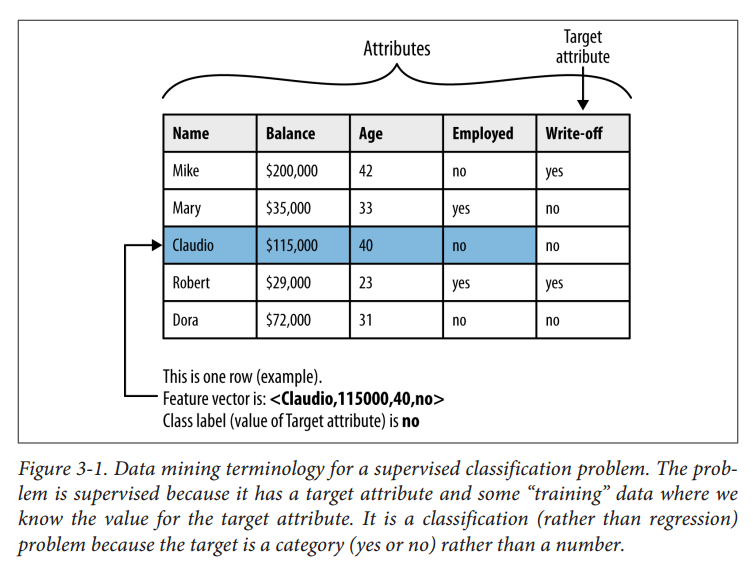 Attributes
Target
attribute
Name Balance Age Employed Write-off
Mike $200,000 42 no yes
Mary $35,000 33 yes no
Claudio $115,000 40 no no
Robert $29,000 23 yes yes
Dora $72,000 31 no no
This is one row (example).
Feature vector is: <Claudio,115000,40,no>
Class label (value of Target attribute) is no
Figure 3-1. Data mining terminology for a supervised classification problem. The prob-
lem is supervised because it has a target attribute and some “training” data where we
know the value for the target attribute. It is a classification (rather than regression)
problem because the target is a category (yes or no) rather than a number.